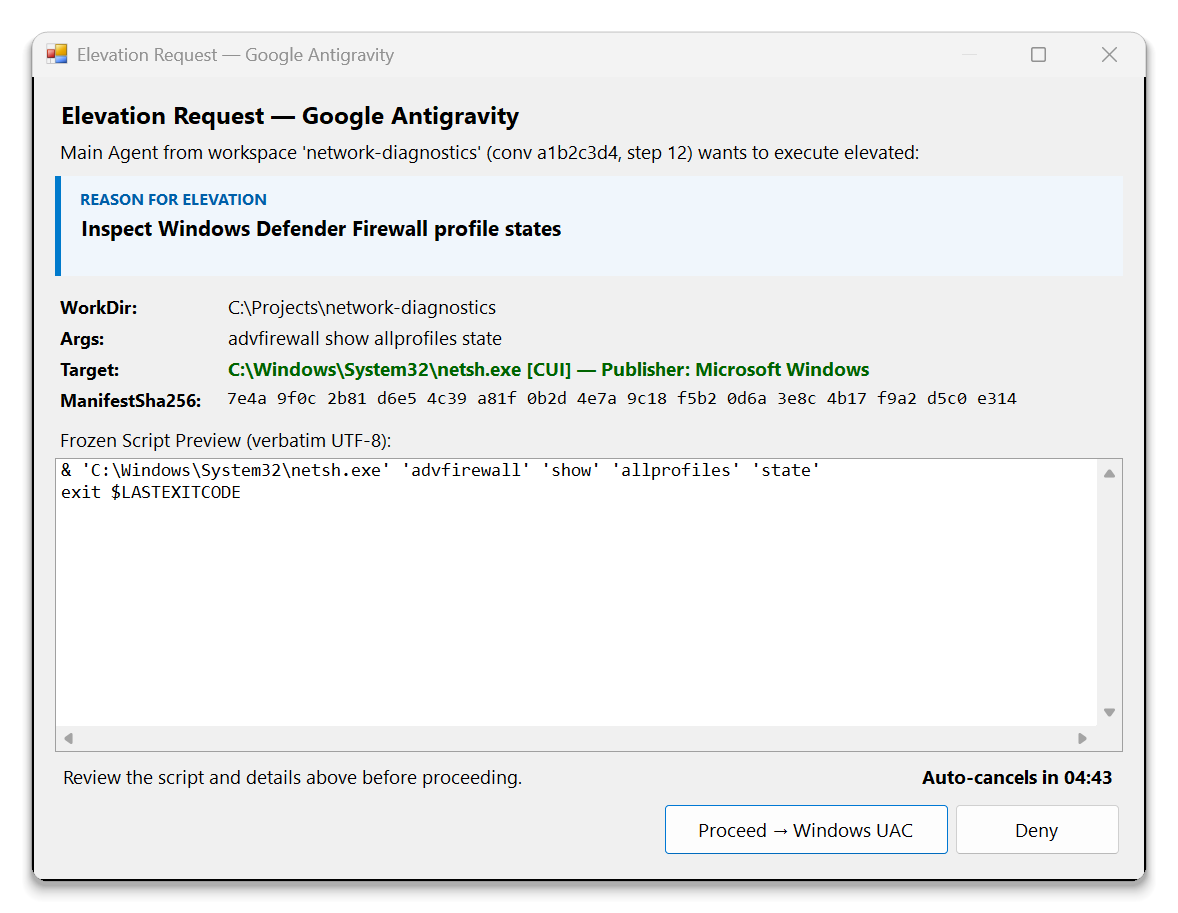 Elevation Request — Google Antigravity
Elevation Request — Google Antigravity
Main Agent from workspace 'network-diagnostics' (conv a1b2c3d4, step 12) wants to execute elevated:
REASON FOR ELEVATION
Inspect Windows Defender Firewall profile states
WorkDir: C:\Projects\network-diagnostics
Args: advfirewall show allprofiles state
Target: C:\Windows\System32\netsh.exe [CUI] — Publisher: Microsoft Windows
ManifestSha256: 7e4a 9f0c 2b81 d6e5 4c39 a81f 0b2d 4e7a 9c18 f5b2 0d6a 3e8c 4b17 f9a2 d5c0 e314
Frozen Script Preview (verbatim UTF-8):
& 'C:\Windows\System32\netsh.exe' 'advfirewall' 'show' 'allprofiles' 'state'
exit $LASTEXITCODE
Review the script and details above before proceeding. Auto-cancels in 04:43
Proceed → Windows UAC Deny